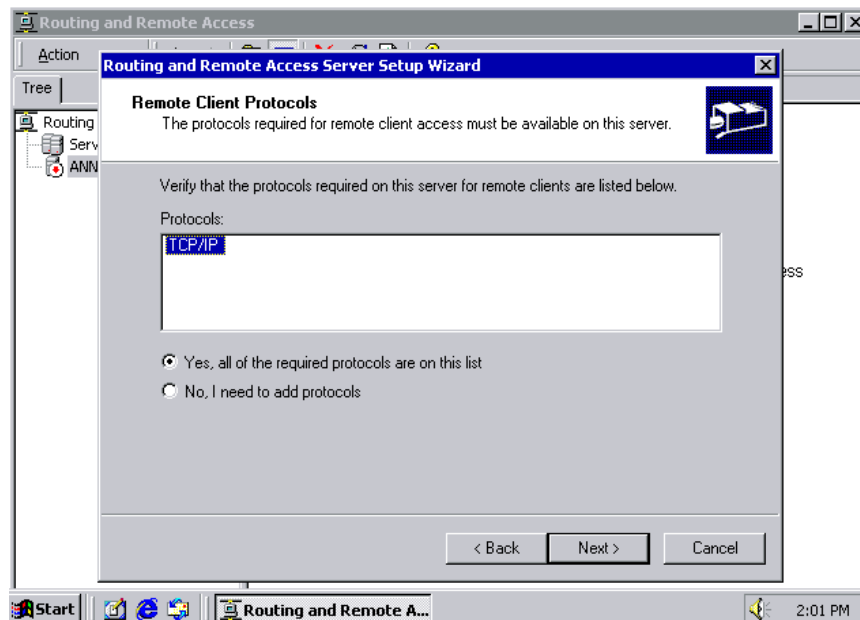 Routing and Remote Access
Action
Tree
Routing
Serv
ANN
ess
Routing and Remote Access Server Setup Wizard
Remote Client Protocols
The protocols required for remote client access must be available on this server.
Verify that the protocols required on this server for remote clients are listed below.
Protocols:
TCP/IP
Yes, all of the required protocols are on this list
No, I need to add protocols
< Back
Next >
Cancel
Start
Routing and Remote A...
2:01 PM